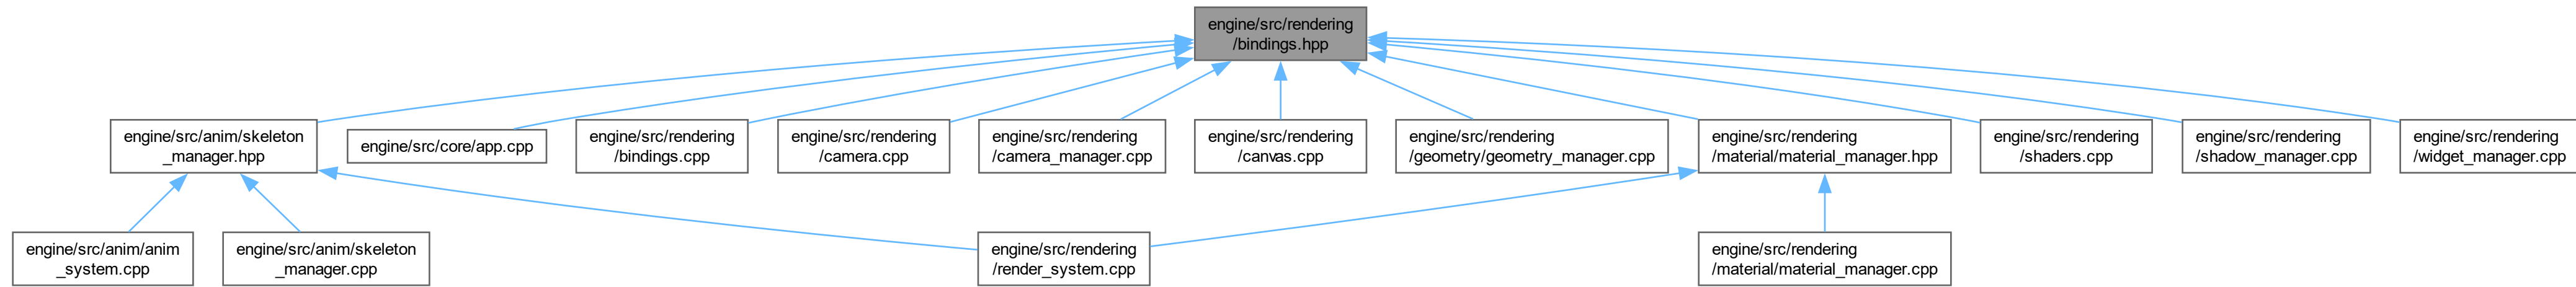 engine/src/rendering
/bindings.hpp
engine/src/anim/skeleton
_manager.hpp
engine/src/core/app.cpp
engine/src/rendering
/bindings.cpp
engine/src/rendering
/camera.cpp
engine/src/rendering
/camera_manager.cpp
engine/src/rendering
/canvas.cpp
engine/src/rendering
/geometry/geometry_manager.cpp
engine/src/rendering
/material/material_manager.hpp
engine/src/rendering
/shaders.cpp
engine/src/rendering
/shadow_manager.cpp
engine/src/rendering
/widget_manager.cpp
engine/src/anim/anim
_system.cpp
engine/src/anim/skeleton
_manager.cpp
engine/src/rendering
/render_system.cpp
engine/src/rendering
/material/material_manager.cpp